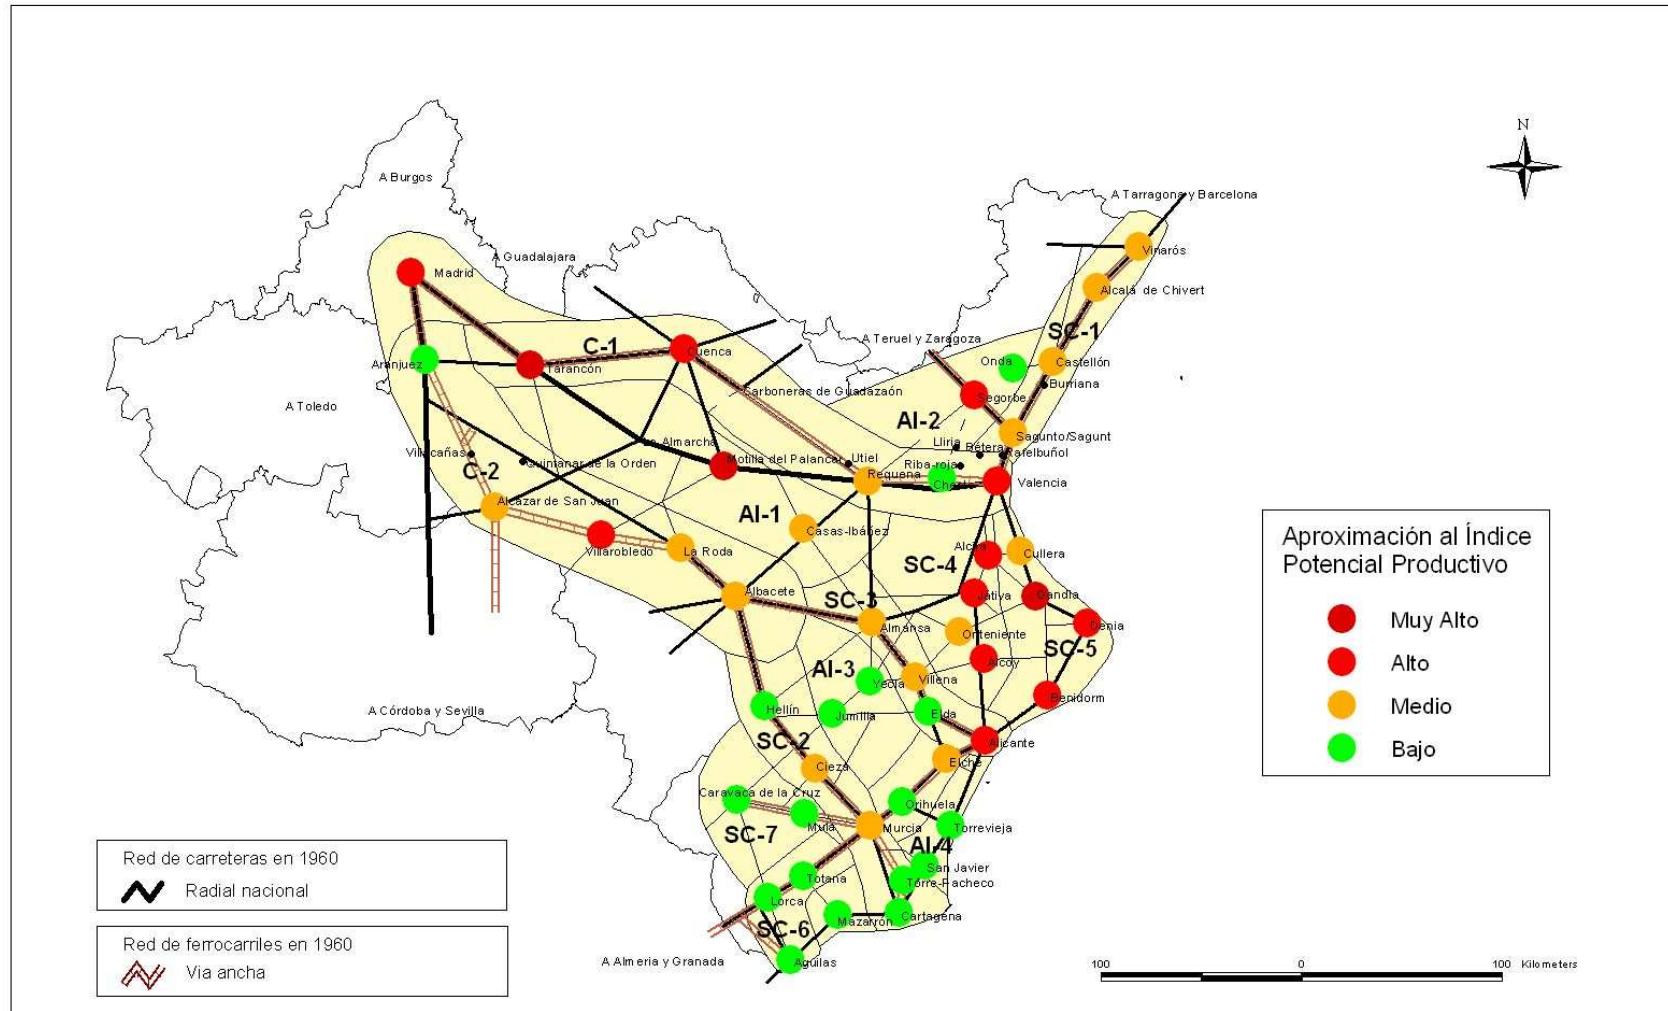 N
A Burgos
A Tarragona y Barcelona
A Guadalajara
Vinarós
Madrid
Alcalá de Chivert
SC-1
A Teruel y Zaragoza
C-1
Cuenca
Onda
Castellón
Aranjuez
Tarancón
Burriana
Carboneras de Guadazaón
Segorbe
A Toledo
AI-2
Sagunto/Sagunt
La Almarcha
Lliria
Bétera
Rafelbuñol
Villacañas
Quintanar de la Orden
Motilla del Palancar
Utiel
Riba-roja
C-2
Requena
Valencia
Alcázar de San Juan
AI-1
Casas-Ibáñez
Villarobledo
La Roda
Alcira
Cullera
SC-4
Albacete
SC-3
Játiva
Gandía
Almansa
Onteniente
Denia
SC-5
Alcoy
AI-3
Yecla
Villena
Benidorm
A Córdoba y Sevilla
Hellín
Jumilla
Elda
SC-2
Alicante
Cieza
Elche
Caravaca de la Cruz
Orihuela
Mula
Murcia
Torrevieja
SC-7
AI-4
San Javier
Totana
Torre-Pacheco
Lorca
Mazarrón
Cartagena
SC-6
A Almeria y Granada
Aguilas
Aproximación al Índice
Potencial Productivo
Muy Alto
Alto
Medio
Bajo
Red de carreteras en 1960
Radial nacional
Red de ferrocarriles en 1960
Via ancha
100 0 100 Kilometers